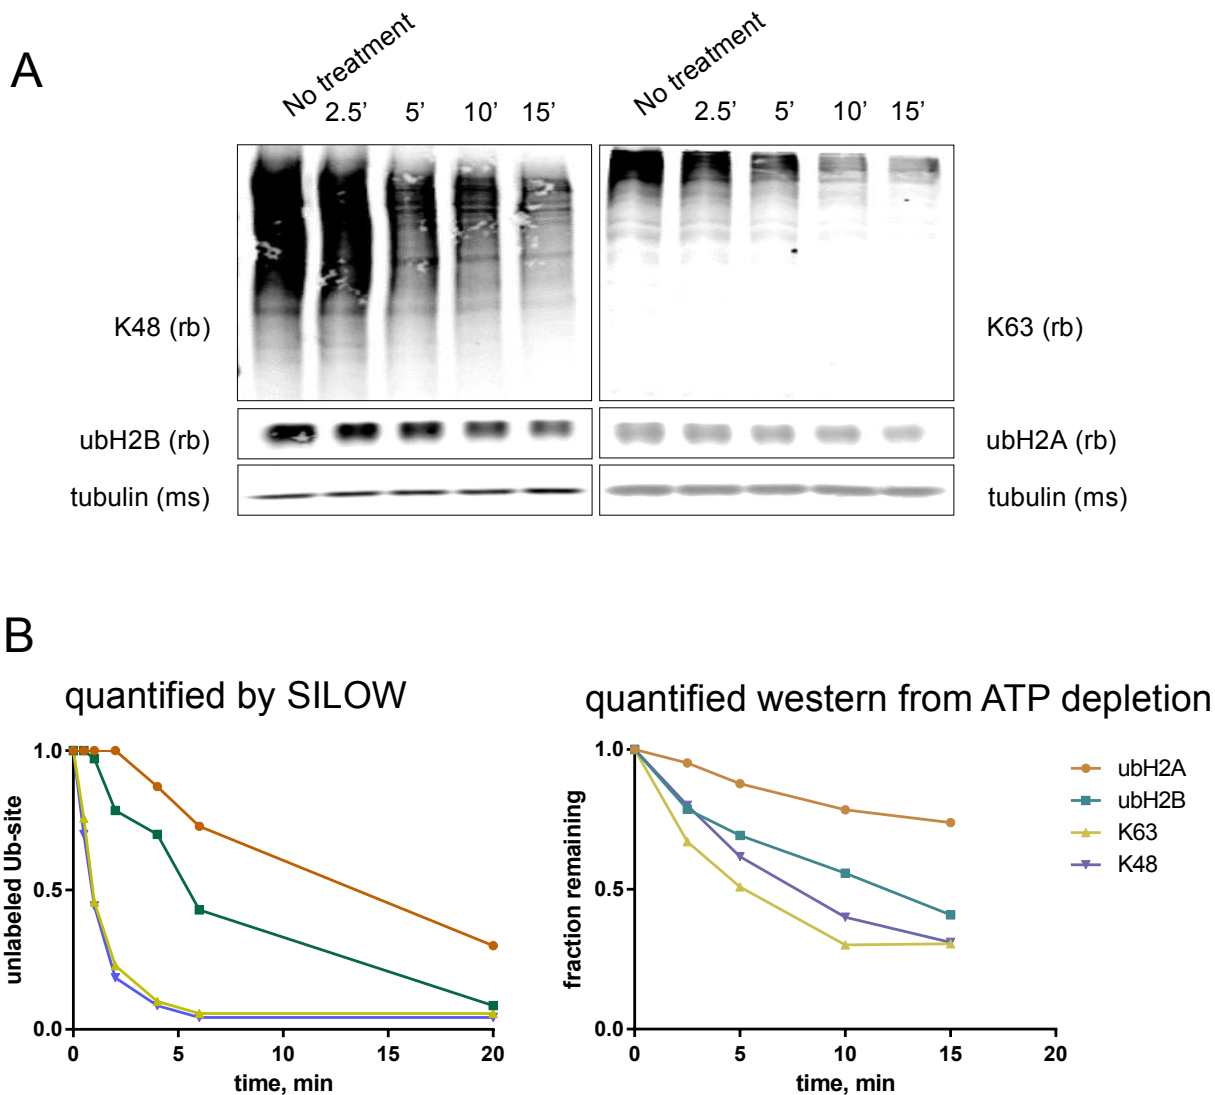 A
No treatment
2.5’ 5’ 10’ 15’
No treatment
2.5’ 5’ 10’ 15’
K48 (rb)
K63 (rb)
ubH2B (rb)
ubH2A (rb)
tubulin (ms)
tubulin (ms)
B
quantified by SILOW
unlabeled Ub-site
1.0
0.5
0.0
0 5 10 15 20
time, min
quantified western from ATP depletion
fraction remaining
1.0
0.5
0.0
0 5 10 15 20
time, min
ubH2A
ubH2B
K63
K48